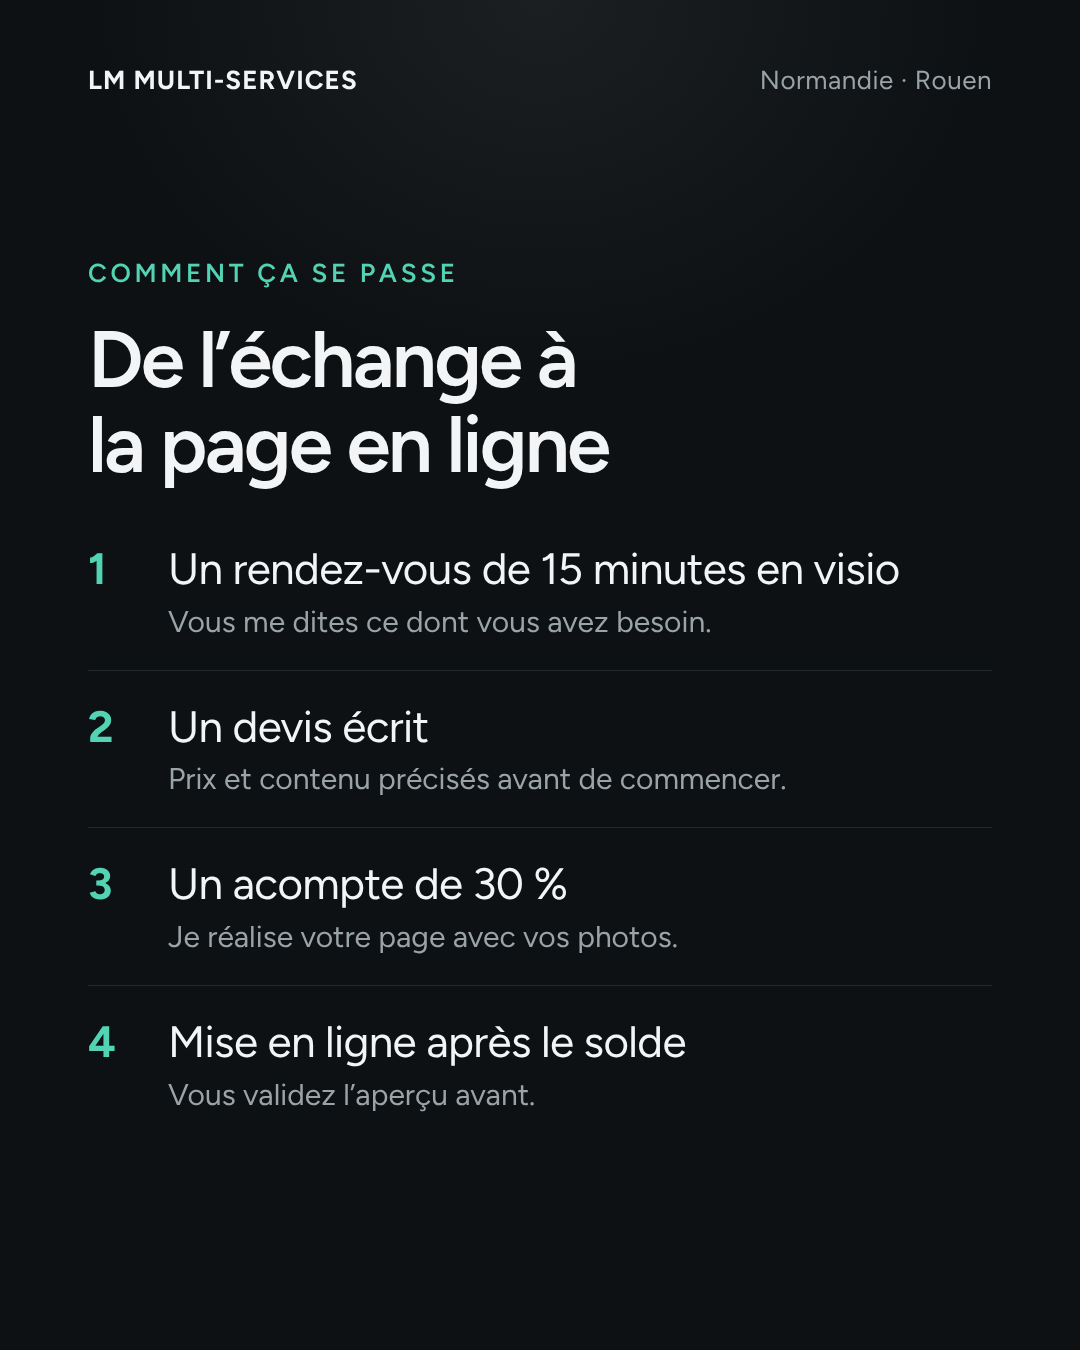 LM MULTI-SERVICES
Normandie · Rouen
COMMENT ÇA SE PASSE
De l’échange à
la page en ligne
1 Un rendez-vous de 15 minutes en visio
Vous me dites ce dont vous avez besoin.
2 Un devis écrit
Prix et contenu précisés avant de commencer.
3 Un acompte de 30 %
Je réalise votre page avec vos photos.
4 Mise en ligne après le solde
Vous validez l’aperçu avant.